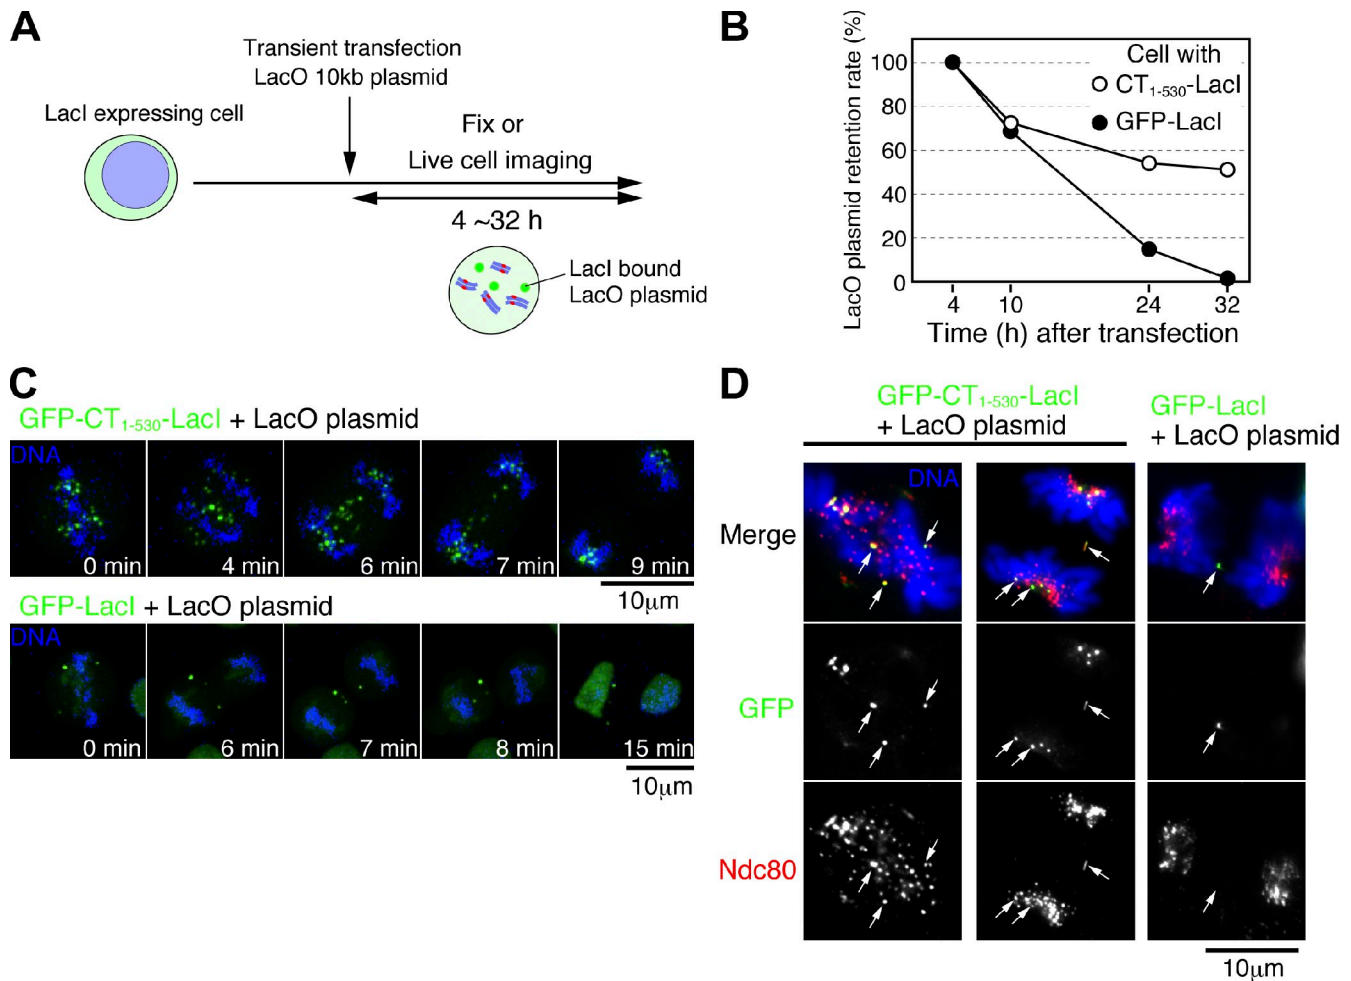 A
Transient transfection
LacO 10kb plasmid
LacI expressing cell
Fix or
Live cell imaging
4 ~32 h
LacI bound
LacO plasmid
B
LacO plasmid retention rate (%)
100
80
60
40
20
0
Cell with
CT1-530-LacI
GFP-LacI
4 10 24 32
Time (h) after transfection
C
GFP-CT1-530-LacI + LacO plasmid
DNA
0 min 4 min 6 min 7 min 9 min
10μm
GFP-LacI + LacO plasmid
DNA
0 min 6 min 7 min 8 min 15 min
10μm
D
GFP-CT1-530-LacI
+ LacO plasmid
GFP-LacI
+ LacO plasmid
DNA
Merge
GFP
Ndc80
10μm